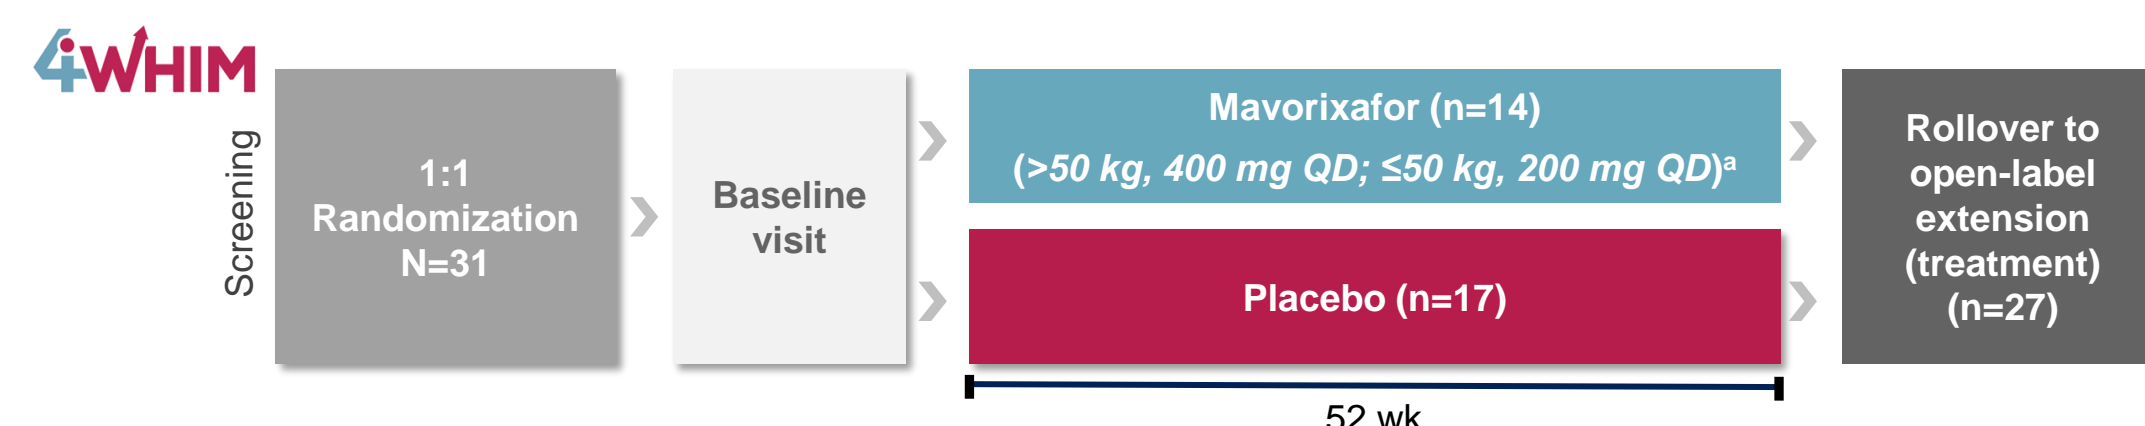 4iWHIM
Screening
1:1
Randomization
N=31
Baseline
visit
Mavorixafor (n=14)
(>50 kg, 400 mg QD; ≤50 kg, 200 mg QD)ᵃ
Placebo (n=17)
52 wk
Rollover to
open-label
extension
(treatment)
(n=27)